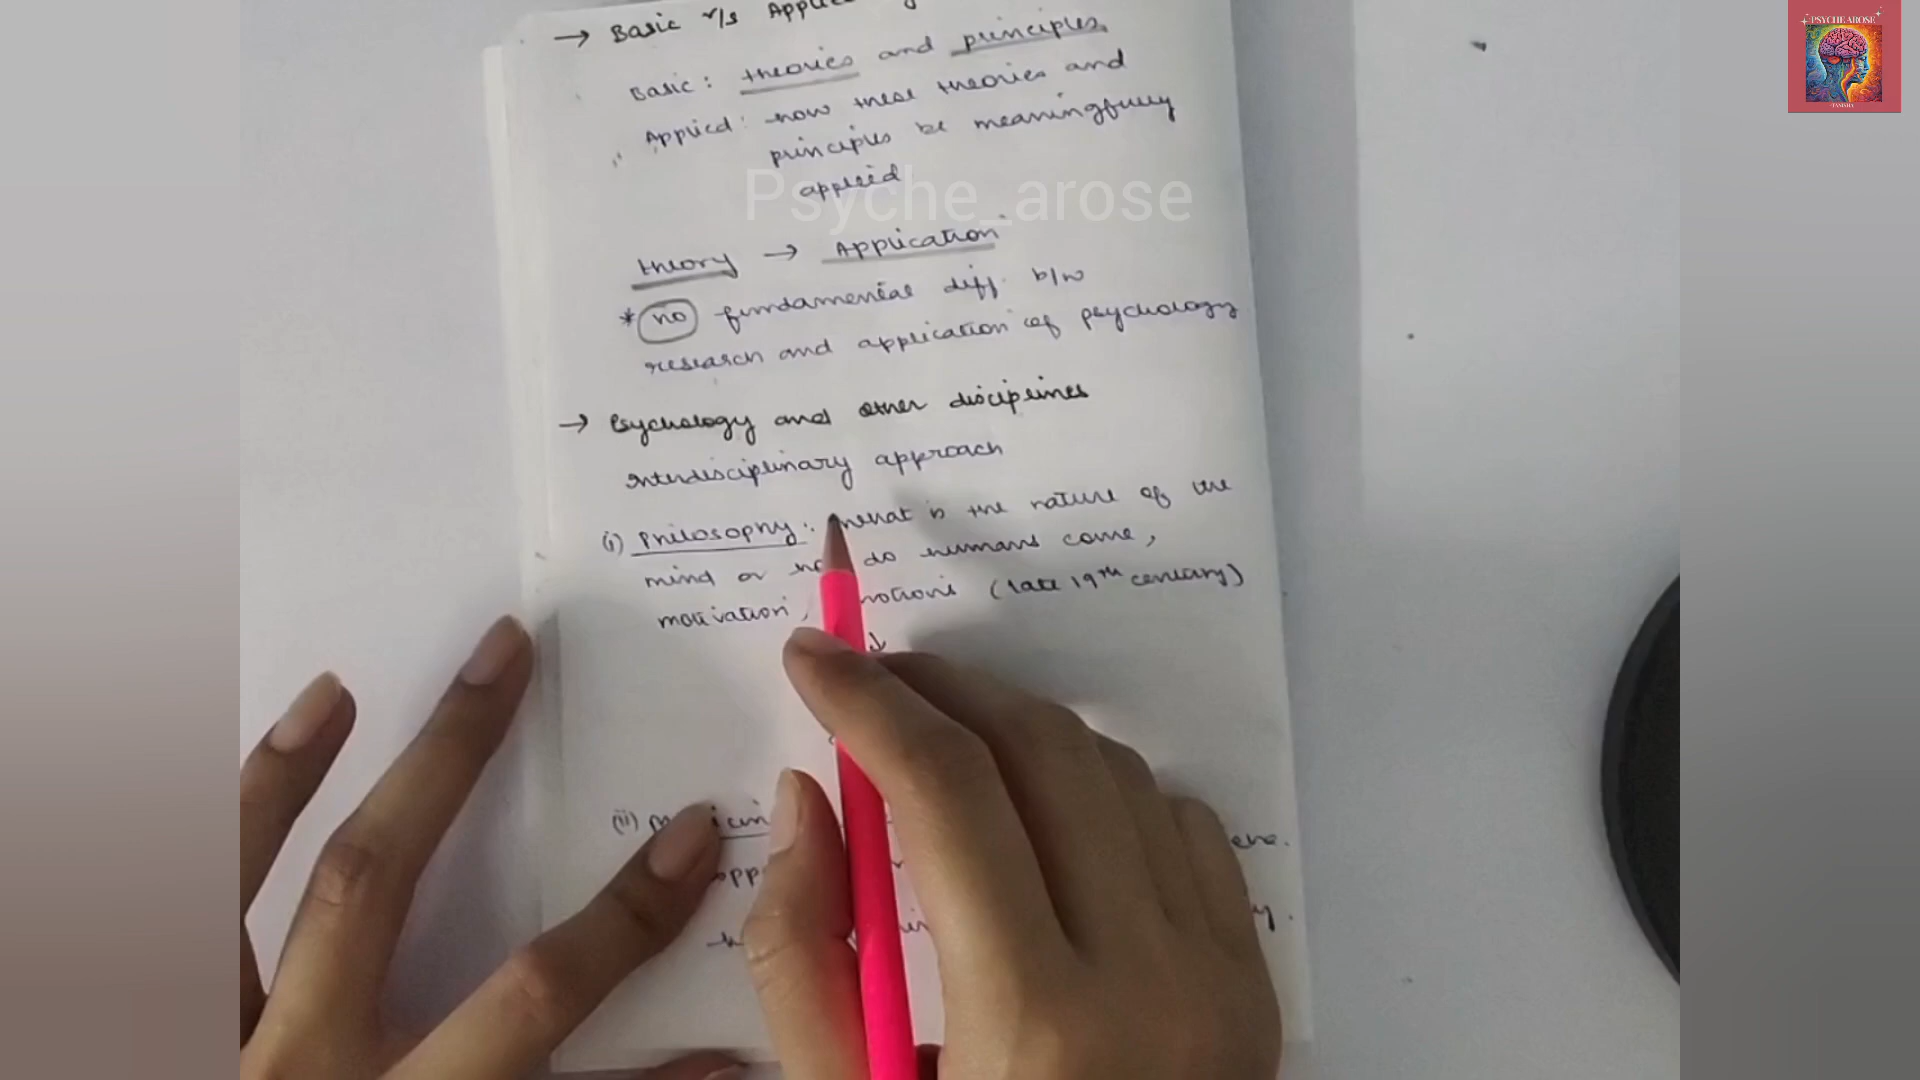 → Basic v/s
Basic: theories and principles
Applied: how these theories and
principles be meaningfully
applied
Psyche_arose
theory → Application
* no fundamental diff. b/w
research and application of psychology
→ Psychology and other disciplines
Interdisciplinary approach
(i) Philosophy: what is the nature of the
mind or do humans come,
motivation, (late 19th century)
↓
(ii)
PSYCHE AROSE